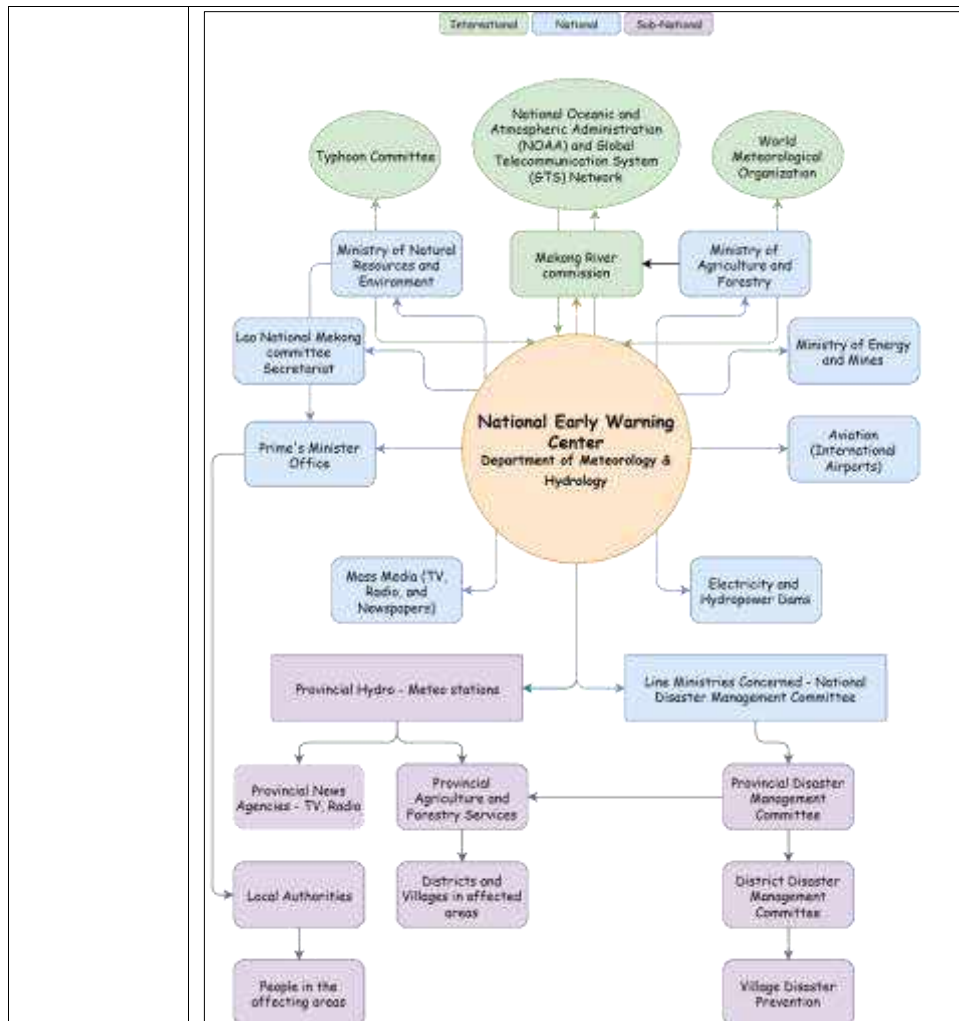 International
National
Sub-National
National Oceanic and
Atmospheric Administration
(NOAA) and Global
Telecommunication System
(GTS) Network
Typhoon Committee
World
Meteorological
Organization
Ministry of Natural
Resources and
Environment
Mekong River
commission
Ministry of
Agriculture and
Forestry
Lao National Mekong
committee
Secretariat
Ministry of Energy
and Mines
National Early Warning
Center
Department of Meteorology &
Hydrology
Prime's Minister
Office
Aviation
(International
Airports)
Mass Media (TV,
Radio, and
Newspapers)
Electricity and
Hydropower Dams
Provincial Hydro - Meteo stations
Line Ministries Concerned - National
Disaster Management Committee
Provincial News
Agencies - TV, Radio
Provincial
Agriculture and
Forestry Services
Provincial Disaster
Management
Committee
Local Authorities
Districts and
Villages in affected
areas
District Disaster
Management
Committee
People in the
affecting areas
Village Disaster
Prevention